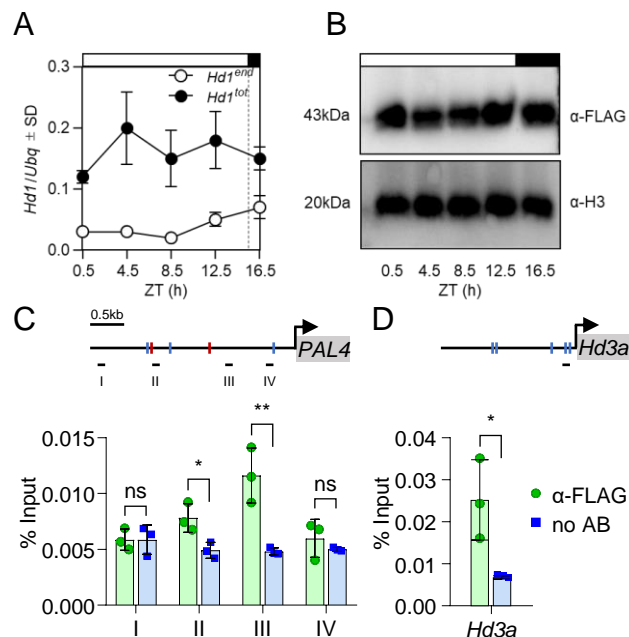 A
0.3
0.2
0.1
0.0
Hd1/Ubq ± SD
Hd1end
Hd1tot
0.5 4.5 8.5 12.5 16.5
ZT (h)
B
43kDa
α-FLAG
20kDa
α-H3
0.5 4.5 8.5 12.5 16.5
ZT (h)
C
0.5kb
PAL4
I II III IV
0.015
0.010
0.005
0.000
% Input
ns * ** ns
I II III IV
D
Hd3a
0.04
0.03
0.02
0.01
0.00
% Input
*
Hd3a
α-FLAG
no AB